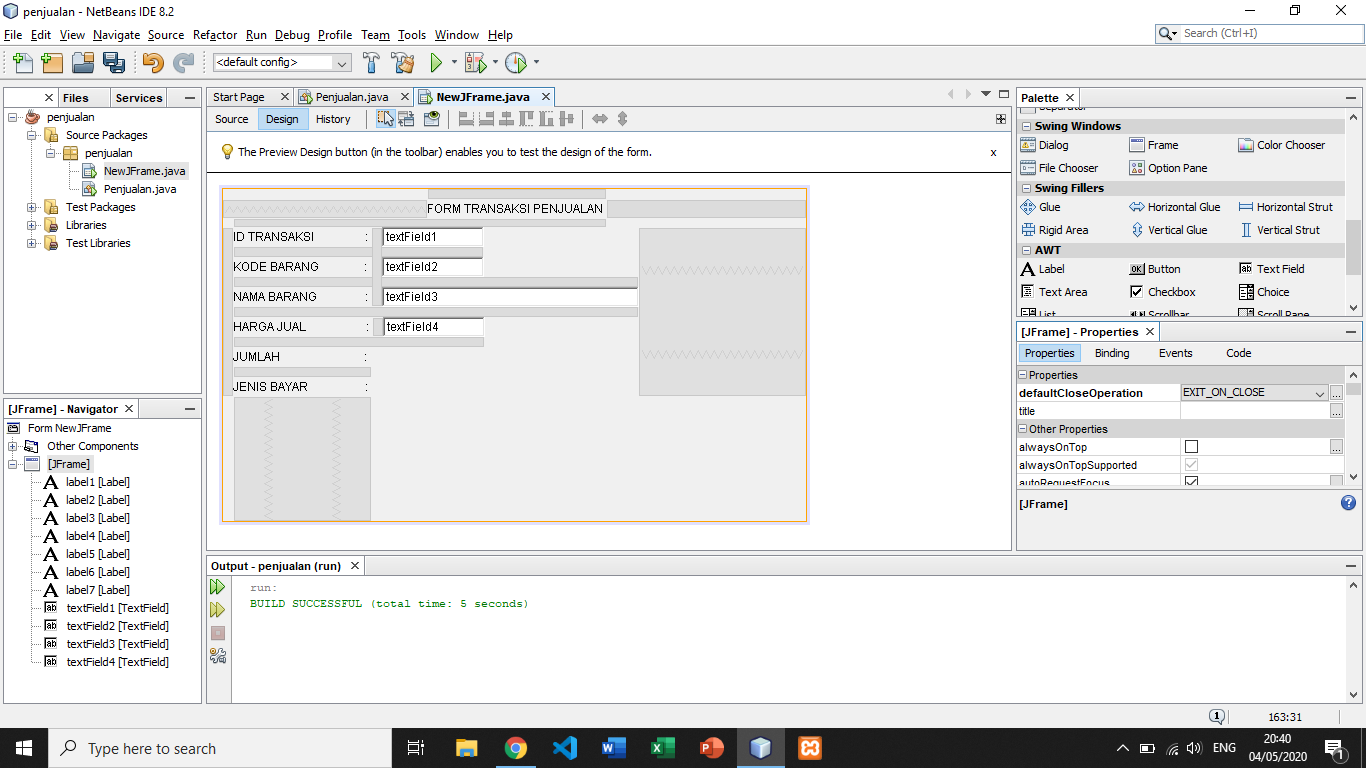 penjualan - NetBeans IDE 8.2
File Edit View Navigate Source Refactor Run Debug Profile Team Tools Window Help
Search (Ctrl+I)
<default config>
Files Services
penjualan
Source Packages
penjualan
NewJFrame.java
Penjualan.java
Test Packages
Libraries
Test Libraries
Start Page Penjualan.java NewJFrame.java
Source Design History
The Preview Design button (in the toolbar) enables you to test the design of the form. x
FORM TRANSAKSI PENJUALAN
ID TRANSAKSI : textField1
KODE BARANG : textField2
NAMA BARANG : textField3
HARGA JUAL : textField4
JUMLAH :
JENIS BAYAR :
Palette
Separator
Swing Windows
Dialog Frame Color Chooser
File Chooser Option Pane
Swing Fillers
Glue Horizontal Glue Horizontal Strut
Rigid Area Vertical Glue Vertical Strut
AWT
Label Button Text Field
Text Area Checkbox Choice
List Scrollbar Scroll Pane
[JFrame] - Properties
Properties Binding Events Code
Properties
defaultCloseOperation EXIT_ON_CLOSE
title
Other Properties
alwaysOnTop
alwaysOnTopSupported
autoRequestFocus
[JFrame]
[JFrame] - Navigator
Form NewJFrame
Other Components
[JFrame]
label1 [Label]
label2 [Label]
label3 [Label]
label4 [Label]
label5 [Label]
label6 [Label]
label7 [Label]
textField1 [TextField]
textField2 [TextField]
textField3 [TextField]
textField4 [TextField]
Output - penjualan (run)
run:
BUILD SUCCESSFUL (total time: 5 seconds)
1 163:31
Type here to search
ENG
20:40
04/05/2020
1